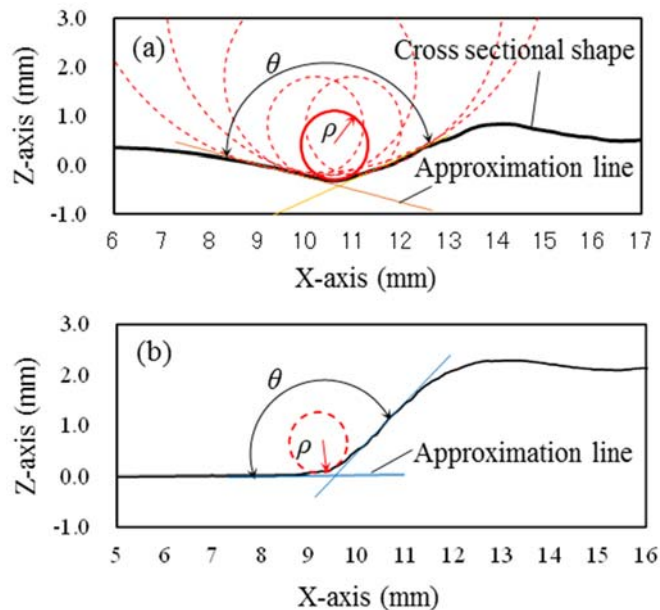 (a)
Z-axis (mm)
3.0
2.0
1.0
0.0
-1.0
θ
ρ
Cross sectional shape
Approximation line
6 7 8 9 10 11 12 13 14 15 16 17
X-axis (mm)
(b)
Z-axis (mm)
3.0
2.0
1.0
0.0
-1.0
θ
ρ
Approximation line
5 6 7 8 9 10 11 12 13 14 15 16
X-axis (mm)